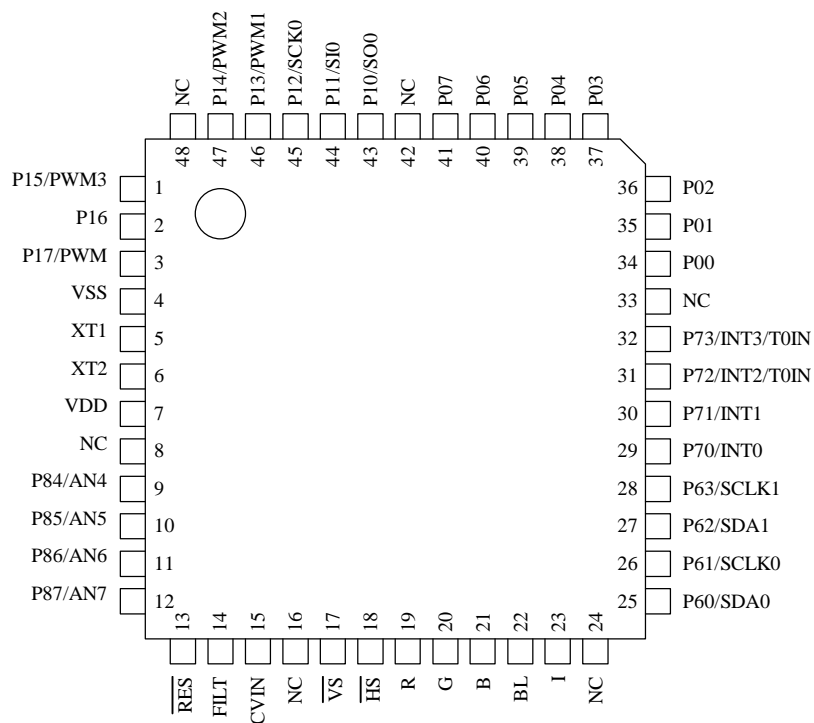 NC
P14/PWM2
P13/PWM1
P12/SCK0
P11/SI0
P10/SO0
NC
P07
P06
P05
P04
P03
48
47
46
45
44
43
42
41
40
39
38
37
P15/PWM3 1
P16 2
P17/PWM 3
VSS 4
XT1 5
XT2 6
VDD 7
NC 8
P84/AN4 9
P85/AN5 10
P86/AN6 11
P87/AN7 12
36 P02
35 P01
34 P00
33 NC
32 P73/INT3/T0IN
31 P72/INT2/T0IN
30 P71/INT1
29 P70/INT0
28 P63/SCLK1
27 P62/SDA1
26 P61/SCLK0
25 P60/SDA0
13
14
15
16
17
18
19
20
21
22
23
24
RES
FILT
CVIN
NC
VS
HS
R
G
B
BL
I
NC